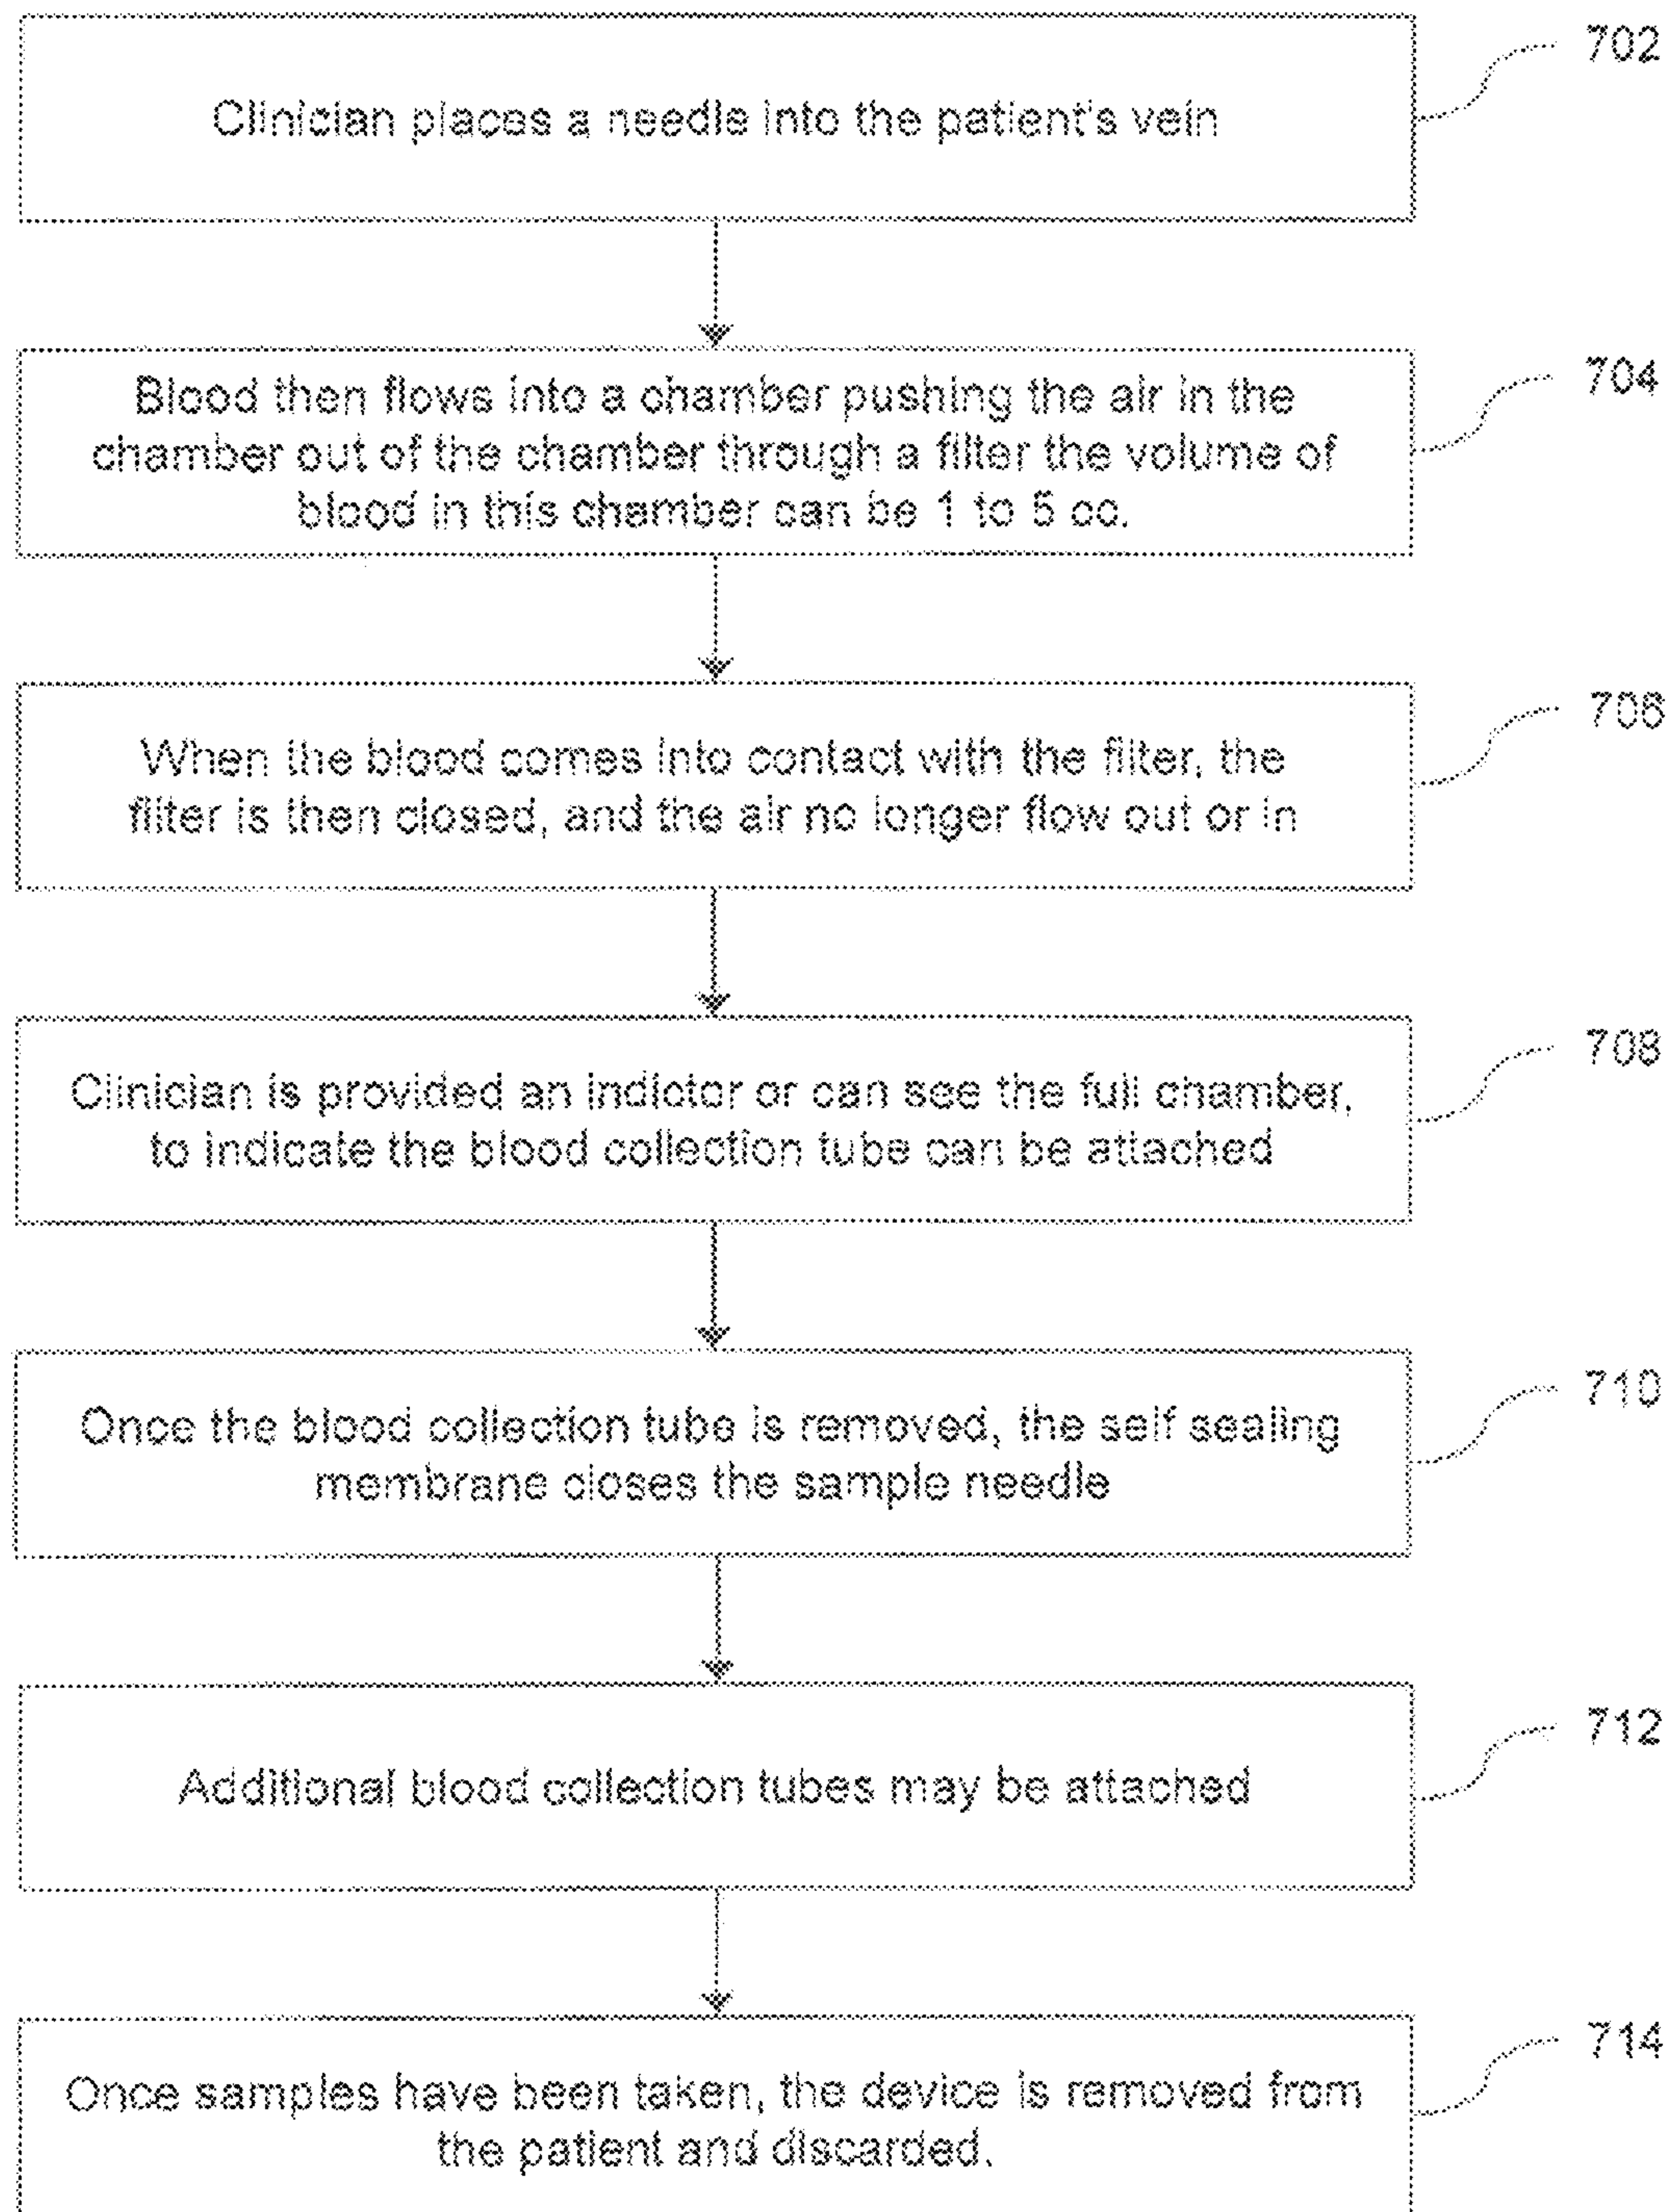 702
Clinician places a needle into the patient's vein
704
Blood then flows into a chamber pushing the air in the
chamber out of the chamber through a filter the volume of
blood in this chamber can be 1 to 5 cc.
706
When the blood comes into contact with the filter, the
filter is then closed, and the air no longer flow out or in
708
Clinician is provided an indictor or can see the full chamber,
to indicate the blood collection tube can be attached
710
Once the blood collection tube is removed, the self sealing
membrane closes the sample needle
712
Additional blood collection tubes may be attached
714
Once samples have been taken, the device is removed from
the patient and discarded.